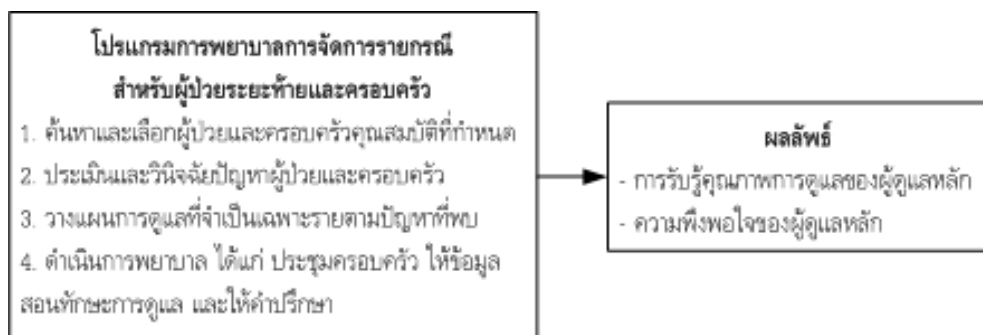 โปรแกรมการพยาบาลการจัดการรายกรณี
สำหรับผู้ป่วยระยะท้ายและครอบครัว
1. ค้นหาและเลือกผู้ป่วยและครอบครัวคุณสมบัติที่กำหนด
2. ประเมินและวินิจฉัยปัญหาผู้ป่วยและครอบครัว
3. วางแผนการดูแลที่จำเป็นเฉพาะรายตามปัญหาที่พบ
4. ดำเนินการพยาบาล ได้แก่ ประชุมครอบครัว ให้ข้อมูล
สอนทักษะการดูแล และให้คำปรึกษา
ผลลัพธ์
- การรับรู้คุณภาพการดูแลของผู้ดูแลหลัก
- ความพึงพอใจของผู้ดูแลหลัก